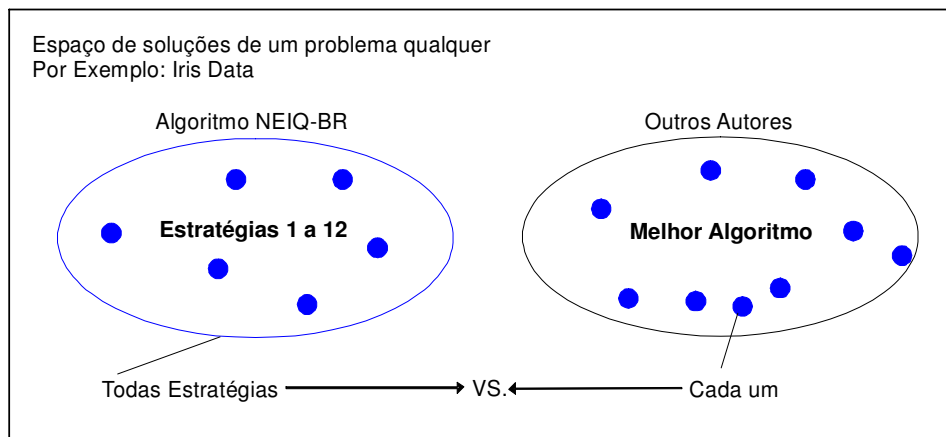 Espaço de soluções de um problema qualquer
Por Exemplo: Iris Data
Algoritmo NEIQ-BR
Outros Autores
Estratégias 1 a 12
Melhor Algoritmo
Todas Estratégias
VS.
Cada um